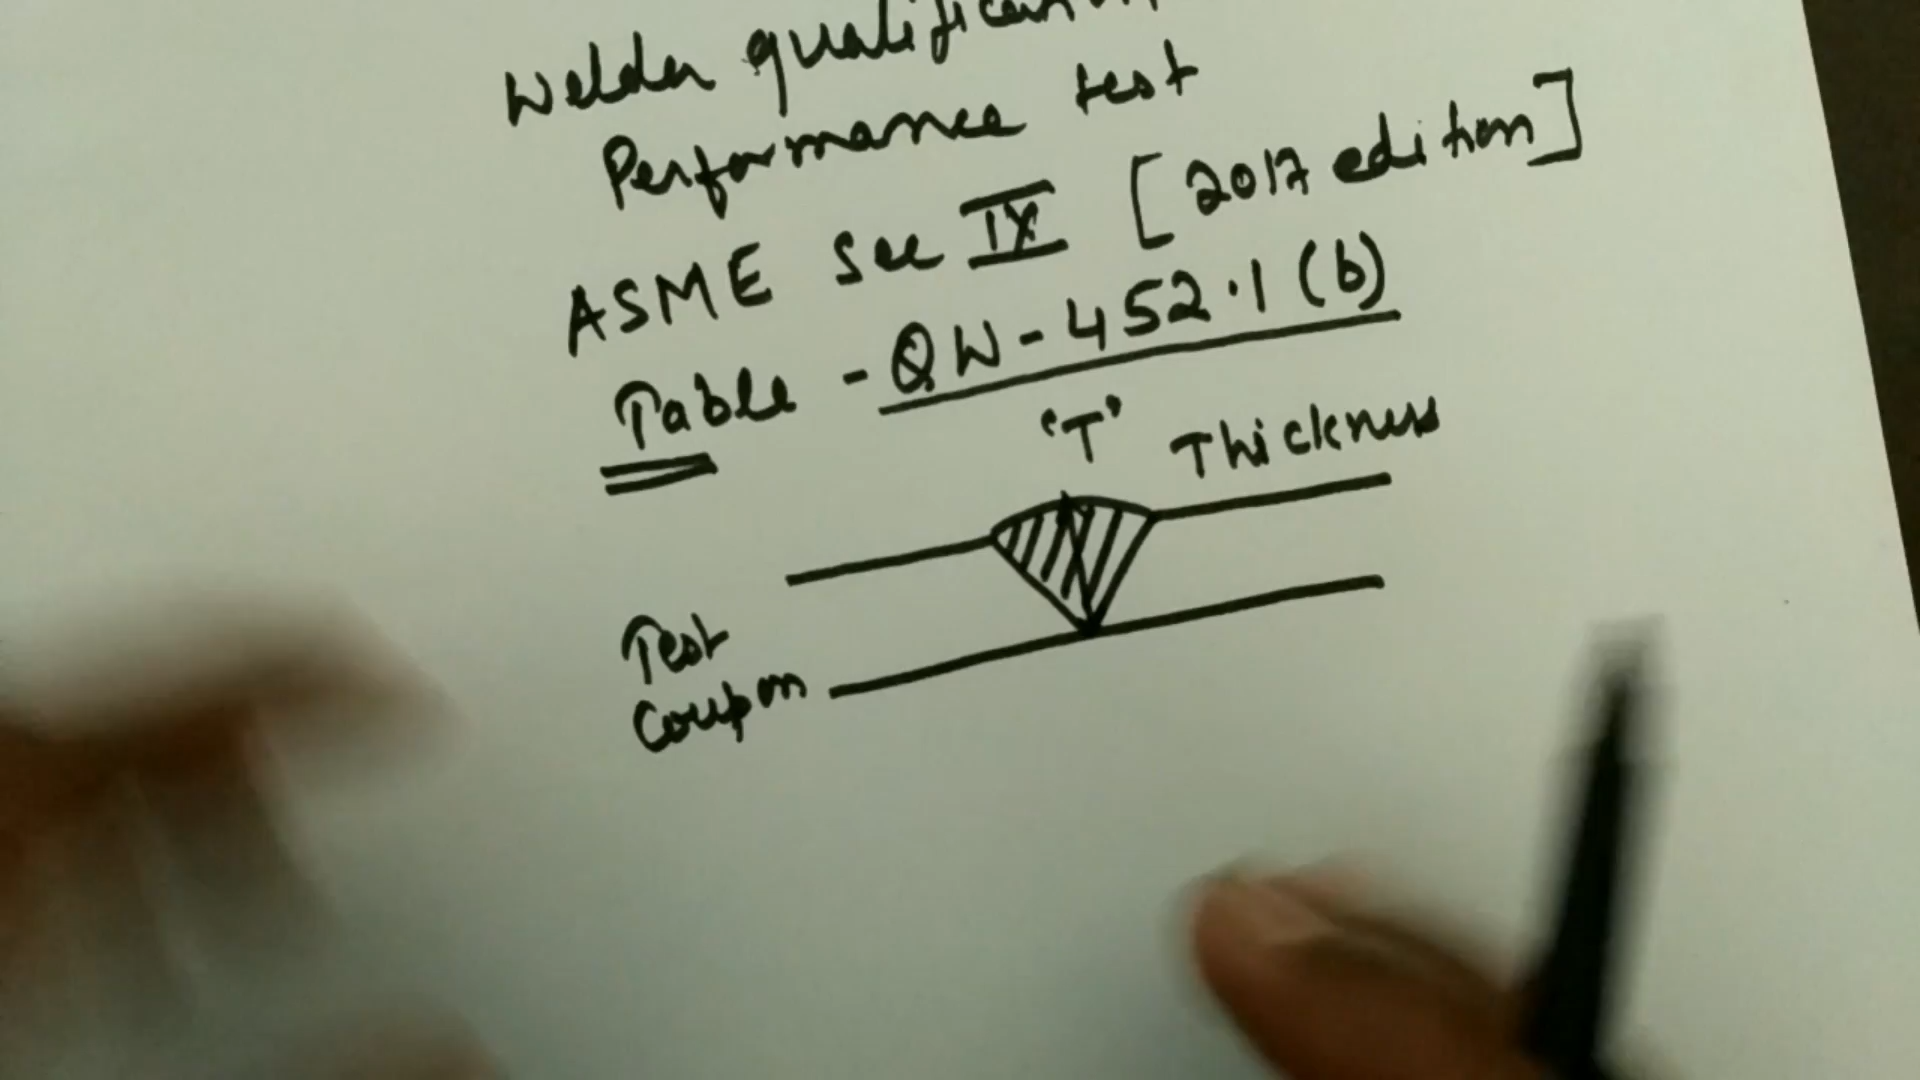 Welder
Performance test
ASME Sec IX [2017 edition]
Table - QW-452.1(b)
'T' Thickness
Test
Coupon